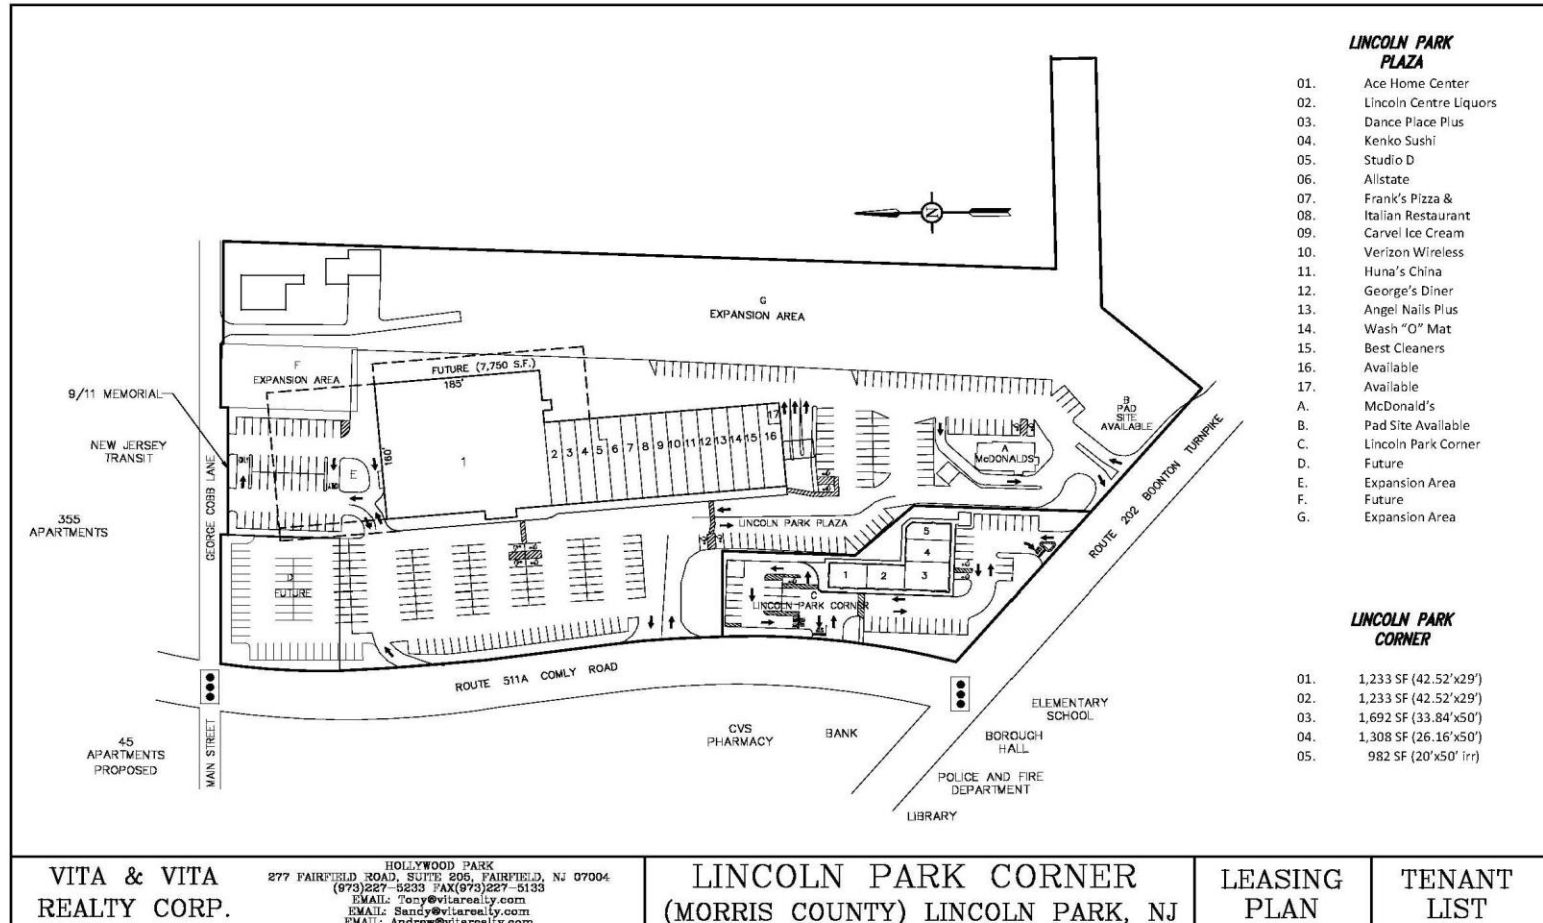 LINCOLN PARK
PLAZA
01. Ace Home Center
02. Lincoln Centre Liquors
03. Dance Place Plus
04. Kenko Sushi
05. Studio D
06. Allstate
07. Frank's Pizza &
08. Italian Restaurant
09. Carvel Ice Cream
10. Verizon Wireless
11. Huna's China
12. George's Diner
13. Angel Nails Plus
14. Wash "O" Mat
15. Best Cleaners
16. Available
17. Available
A. McDonald's
B. Pad Site Available
C. Lincoln Park Corner
D. Future
E. Expansion Area
F. Future
G. Expansion Area
N
G
EXPANSION AREA
F
EXPANSION AREA
FUTURE (7,750 S.F.)
185'
160'
9/11 MEMORIAL
NEW JERSEY
TRANSIT
355
APARTMENTS
GEORGE COBB LANE
E
1
2 3 4 5 6 7 8 9 10 11 12 13 14 15 16
17
B
PAD
SITE
AVAILABLE
A
McDONALDS
ROUTE 202 BOONTON TURNPIKE
LINCOLN PARK PLAZA
5
4
1 2 3
C
LINCOLN PARK CORNER
D
FUTURE
ROUTE 511A COMLY ROAD
45
APARTMENTS
PROPOSED
MAIN STREET
CVS
PHARMACY
BANK
ELEMENTARY
SCHOOL
BOROUGH
HALL
POLICE AND FIRE
DEPARTMENT
LIBRARY
LINCOLN PARK
CORNER
01. 1,233 SF (42.52'x29')
02. 1,233 SF (42.52'x29')
03. 1,692 SF (33.84'x50')
04. 1,308 SF (26.16'x50')
05. 982 SF (20'x50' irr)
VITA & VITA
REALTY CORP.
HOLLYWOOD PARK
277 FAIRFIELD ROAD, SUITE 205, FAIRFIELD, NJ 07004
(973)227-5233 FAX(973)227-5133
EMAIL: Tony@vitarealty.com
EMAIL: Sandy@vitarealty.com
EMAIL: Andrew@vitarealty.com
LINCOLN PARK CORNER
(MORRIS COUNTY) LINCOLN PARK, NJ
LEASING
PLAN
TENANT
LIST